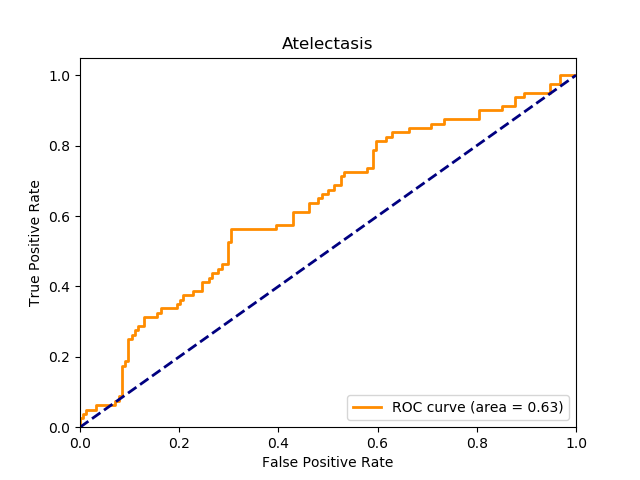 Atelectasis
True Positive Rate
1.0
0.8
0.6
0.4
0.2
0.0
ROC curve (area = 0.63)
0.0 0.2 0.4 0.6 0.8 1.0
False Positive Rate